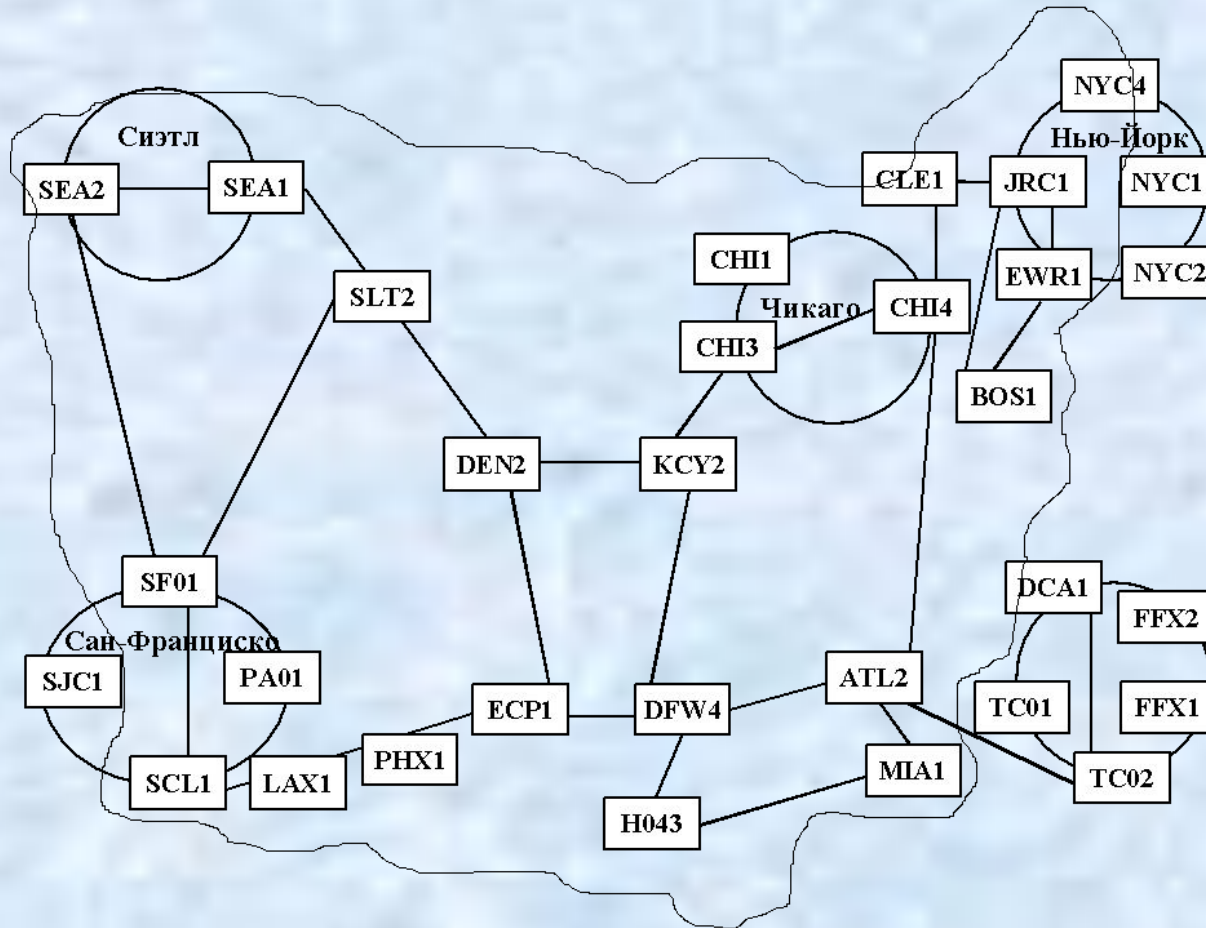 NYC4
Сиэтл
Нью-Йорк
SEA2
SEA1
CLE1
JRC1
NYC1
CHI1
EWR1
NYC2
SLT2
Чикаго
CHI4
CHI3
BOS1
DEN2
KCY2
SF01
DCA1
FFX2
Сан-Франциско
SJC1
PA01
ATL2
ECP1
DFW4
TC01
FFX1
PHX1
SCL1
LAX1
MIA1
TC02
H043